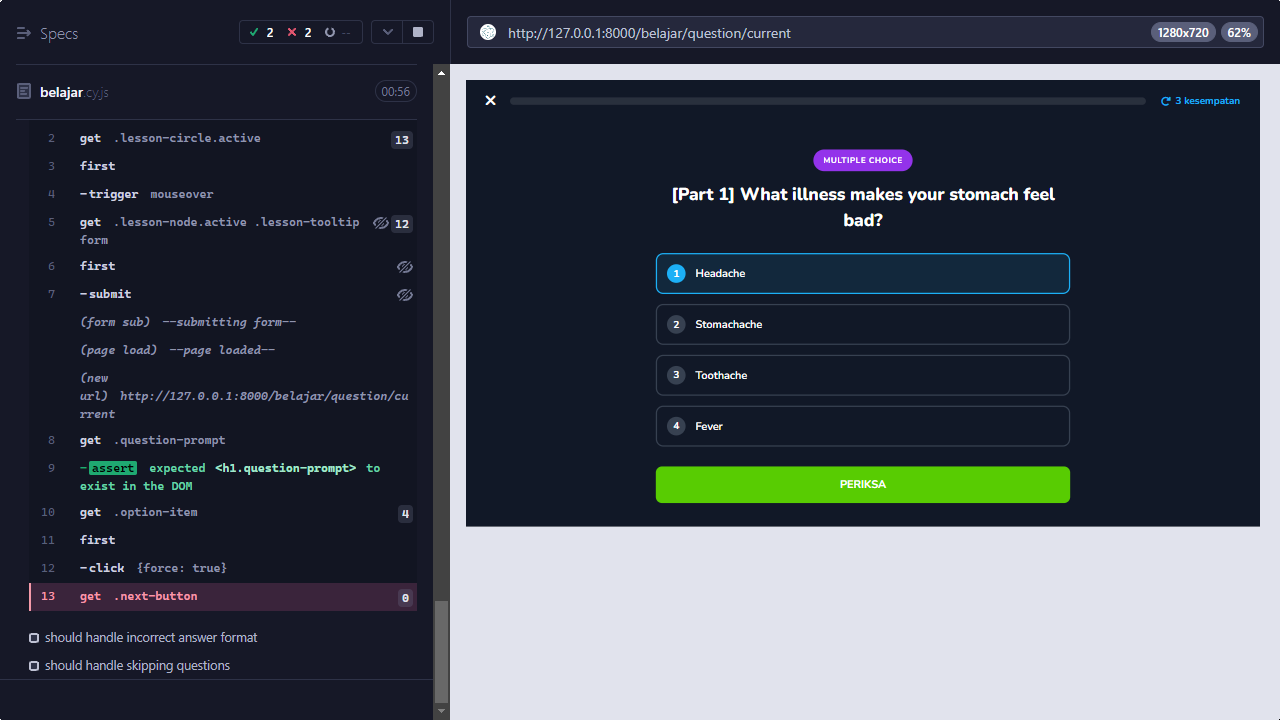 Specs
2
2
--
http://127.0.0.1:8000/belajar/question/current
1280x720
62%
belajar.cy.js
00:56
2 get .lesson-circle.active 13
3 first
4 -trigger mouseover
5 get .lesson-node.active .lesson-tooltip 12
form
6 first
7 -submit
(form sub) --submitting form--
(page load) --page loaded--
(new
url) http://127.0.0.1:8000/belajar/question/cu
rrent
8 get .question-prompt
9 -assert expected <h1.question-prompt> to
exist in the DOM
10 get .option-item 4
11 first
12 -click {force: true}
13 get .next-button 0
should handle incorrect answer format
should handle skipping questions
3 kesempatan
MULTIPLE CHOICE
[Part 1] What illness makes your stomach feel
bad?
1 Headache
2 Stomachache
3 Toothache
4 Fever
PERIKSA